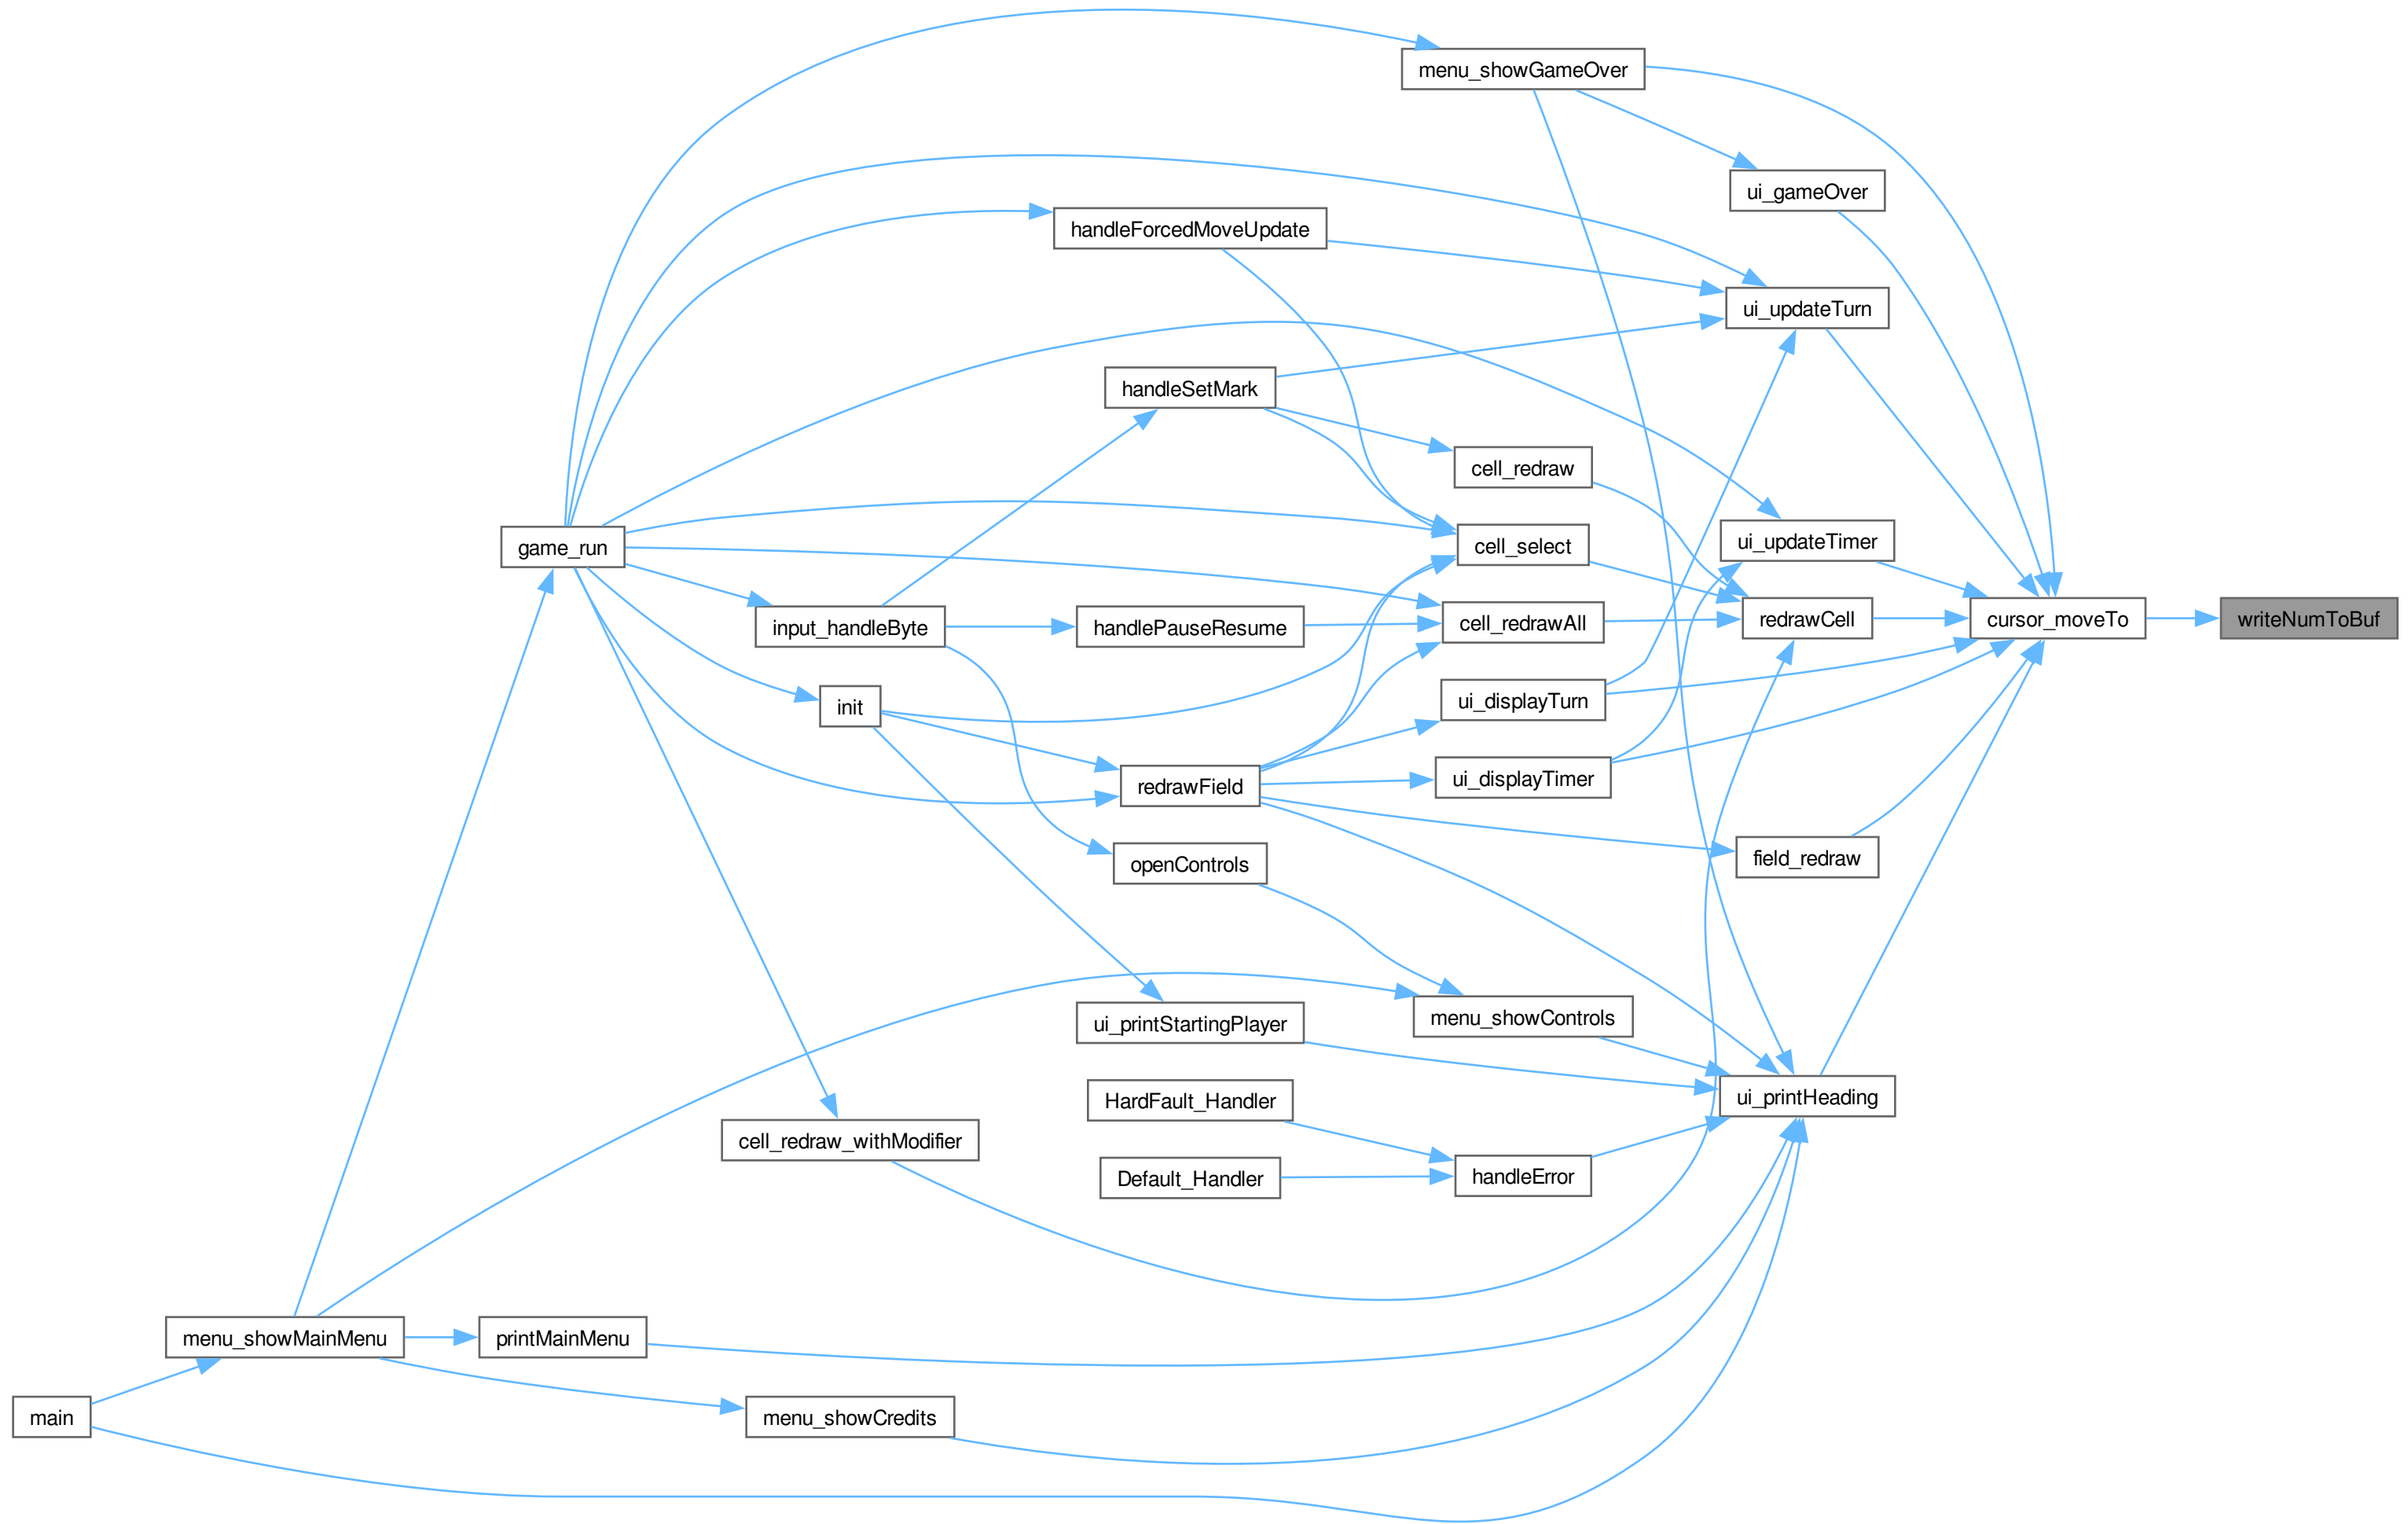 menu_showGameOver
ui_gameOver
handleForcedMoveUpdate
ui_updateTurn
handleSetMark
cell_redraw
game_run
cell_select
ui_updateTimer
input_handleByte
handlePauseResume
cell_redrawAll
redrawCell
cursor_moveTo
writeNumToBuf
init
ui_displayTurn
redrawField
ui_displayTimer
openControls
field_redraw
ui_printStartingPlayer
menu_showControls
HardFault_Handler
ui_printHeading
cell_redraw_withModifier
Default_Handler
handleError
menu_showMainMenu
printMainMenu
main
menu_showCredits